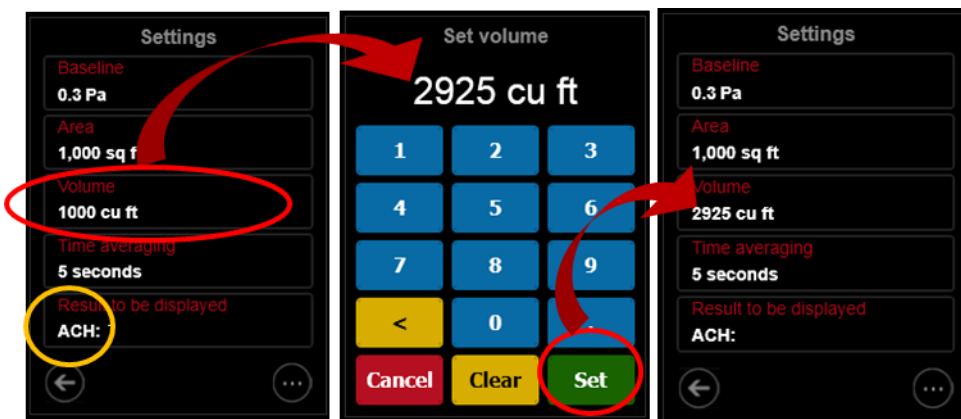 Settings
Baseline
0.3 Pa
Area
1,000 sq f
Volume
1000 cu ft
Time averaging
5 seconds
Result to be displayed
ACH:
Set volume
2925 cu ft
1 2 3
4 5 6
7 8 9
< 0 .
Cancel Clear Set
Settings
Baseline
0.3 Pa
Area
1,000 sq ft
Volume
2925 cu ft
Time averaging
5 seconds
Result to be displayed
ACH: